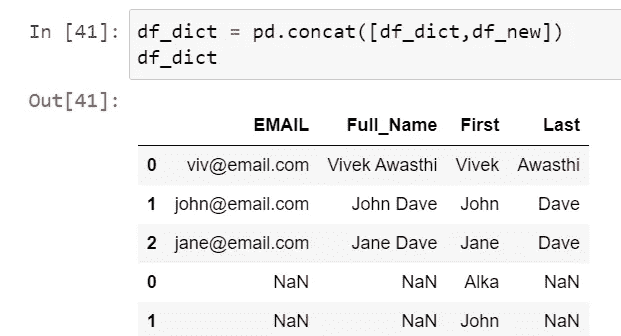 In [41]: df_dict = pd.concat([df_dict,df_new])
df_dict
Out[41]:
EMAIL Full_Name First Last
0 viv@email.com Vivek Awasthi Vivek Awasthi
1 john@email.com John Dave John Dave
2 jane@email.com Jane Dave Jane Dave
0 NaN NaN Alka NaN
1 NaN NaN John NaN